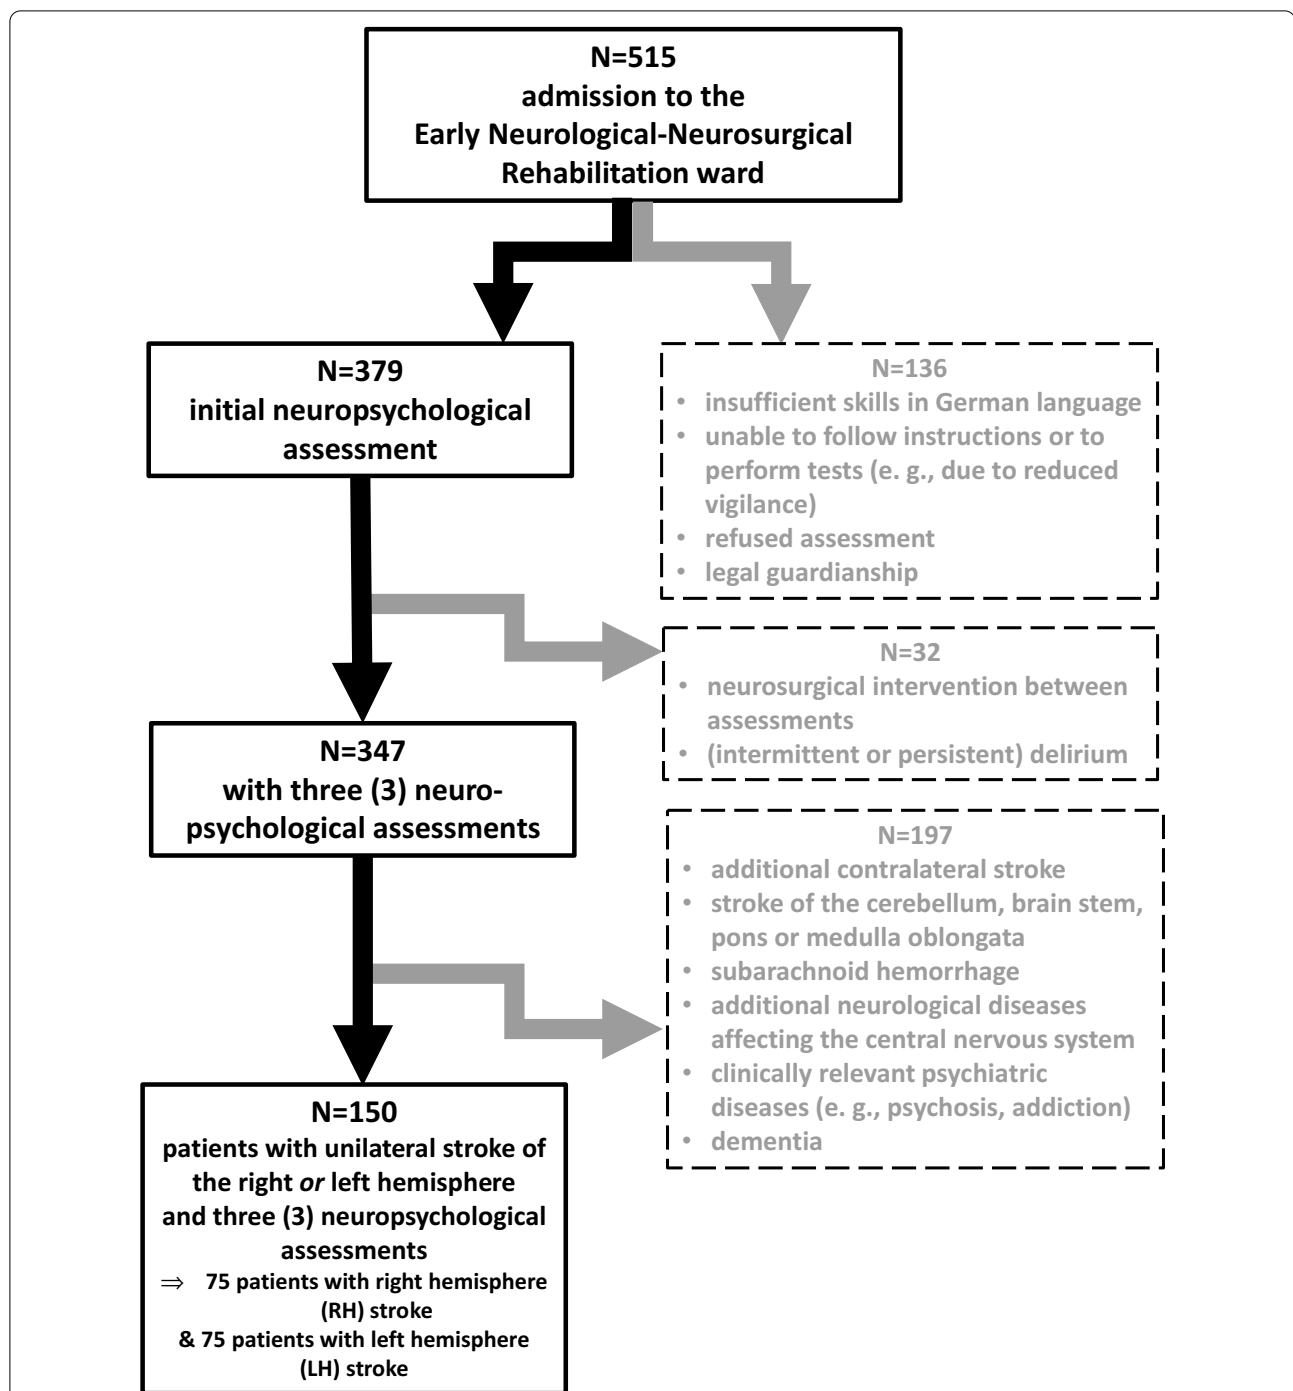 N=515
admission to the
Early Neurological-Neurosurgical
Rehabilitation ward
N=379
initial neuropsychological
assessment
N=136
• insufficient skills in German language
• unable to follow instructions or to
perform tests (e. g., due to reduced
vigilance)
• refused assessment
• legal guardianship
N=32
• neurosurgical intervention between
assessments
• (intermittent or persistent) delirium
N=347
with three (3) neuro-
psychological assessments
N=197
• additional contralateral stroke
• stroke of the cerebellum, brain stem,
pons or medulla oblongata
• subarachnoid hemorrhage
• additional neurological diseases
affecting the central nervous system
• clinically relevant psychiatric
diseases (e. g., psychosis, addiction)
• dementia
N=150
patients with unilateral stroke of
the right or left hemisphere
and three (3) neuropsychological
assessments
⇒ 75 patients with right hemisphere
(RH) stroke
& 75 patients with left hemisphere
(LH) stroke